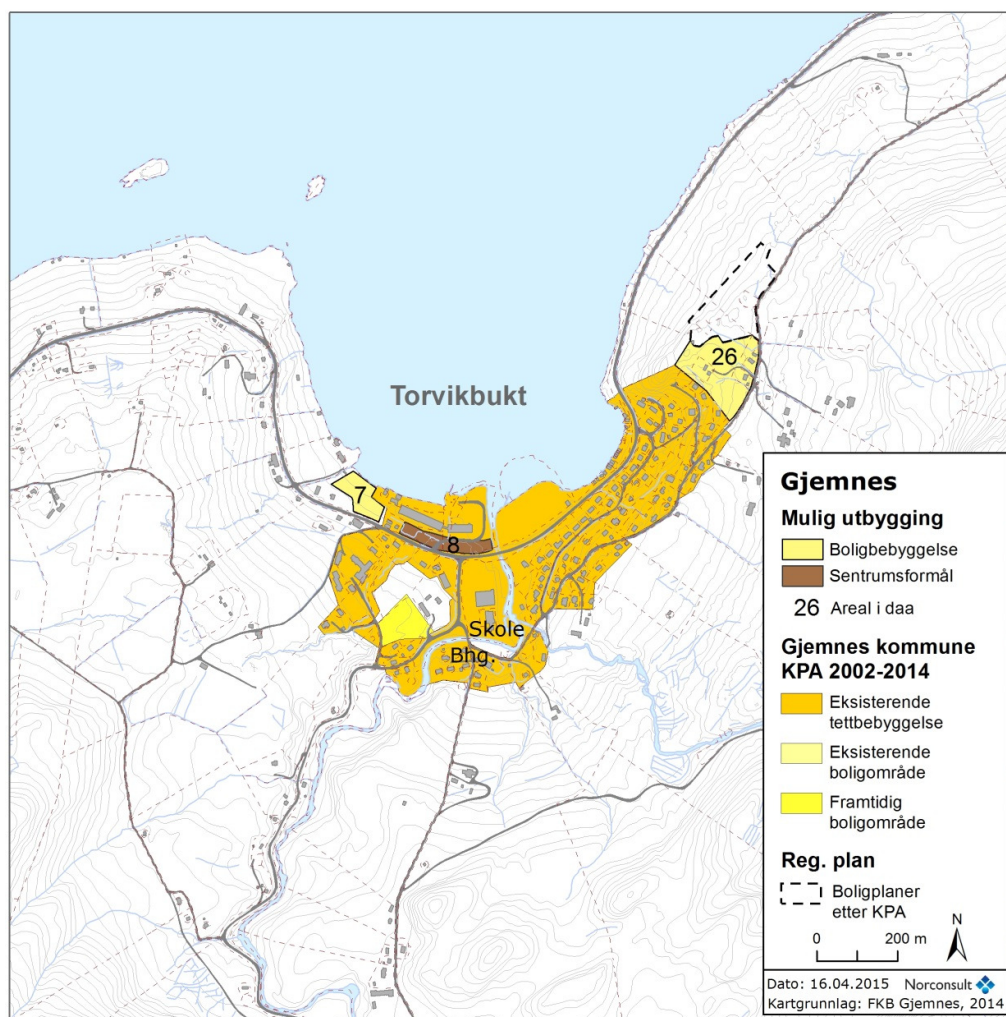 26
Torvikbukt
7
8
Skole
Bhg.
Gjemnes
Mulig utbygging
Boligbebyggelse
Sentrumsformål
26 Areal i daa
Gjemnes kommune
KPA 2002-2014
Eksisterende
tettbebyggelse
Eksisterende
boligområde
Framtidig
boligområde
Reg. plan
Boligplaner
etter KPA
N
0 200 m
Dato: 16.04.2015 Norconsult
Kartgrunnlag: FKB Gjemnes, 2014